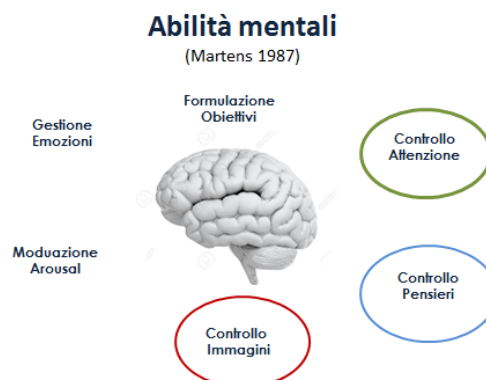 Abilità mentali
(Martens 1987)
Formulazione
Obiettivi
Gestione
Emozioni
Controllo
Attenzione
Moduazione
Arousal
Controllo
Pensieri
Controllo
Immagini